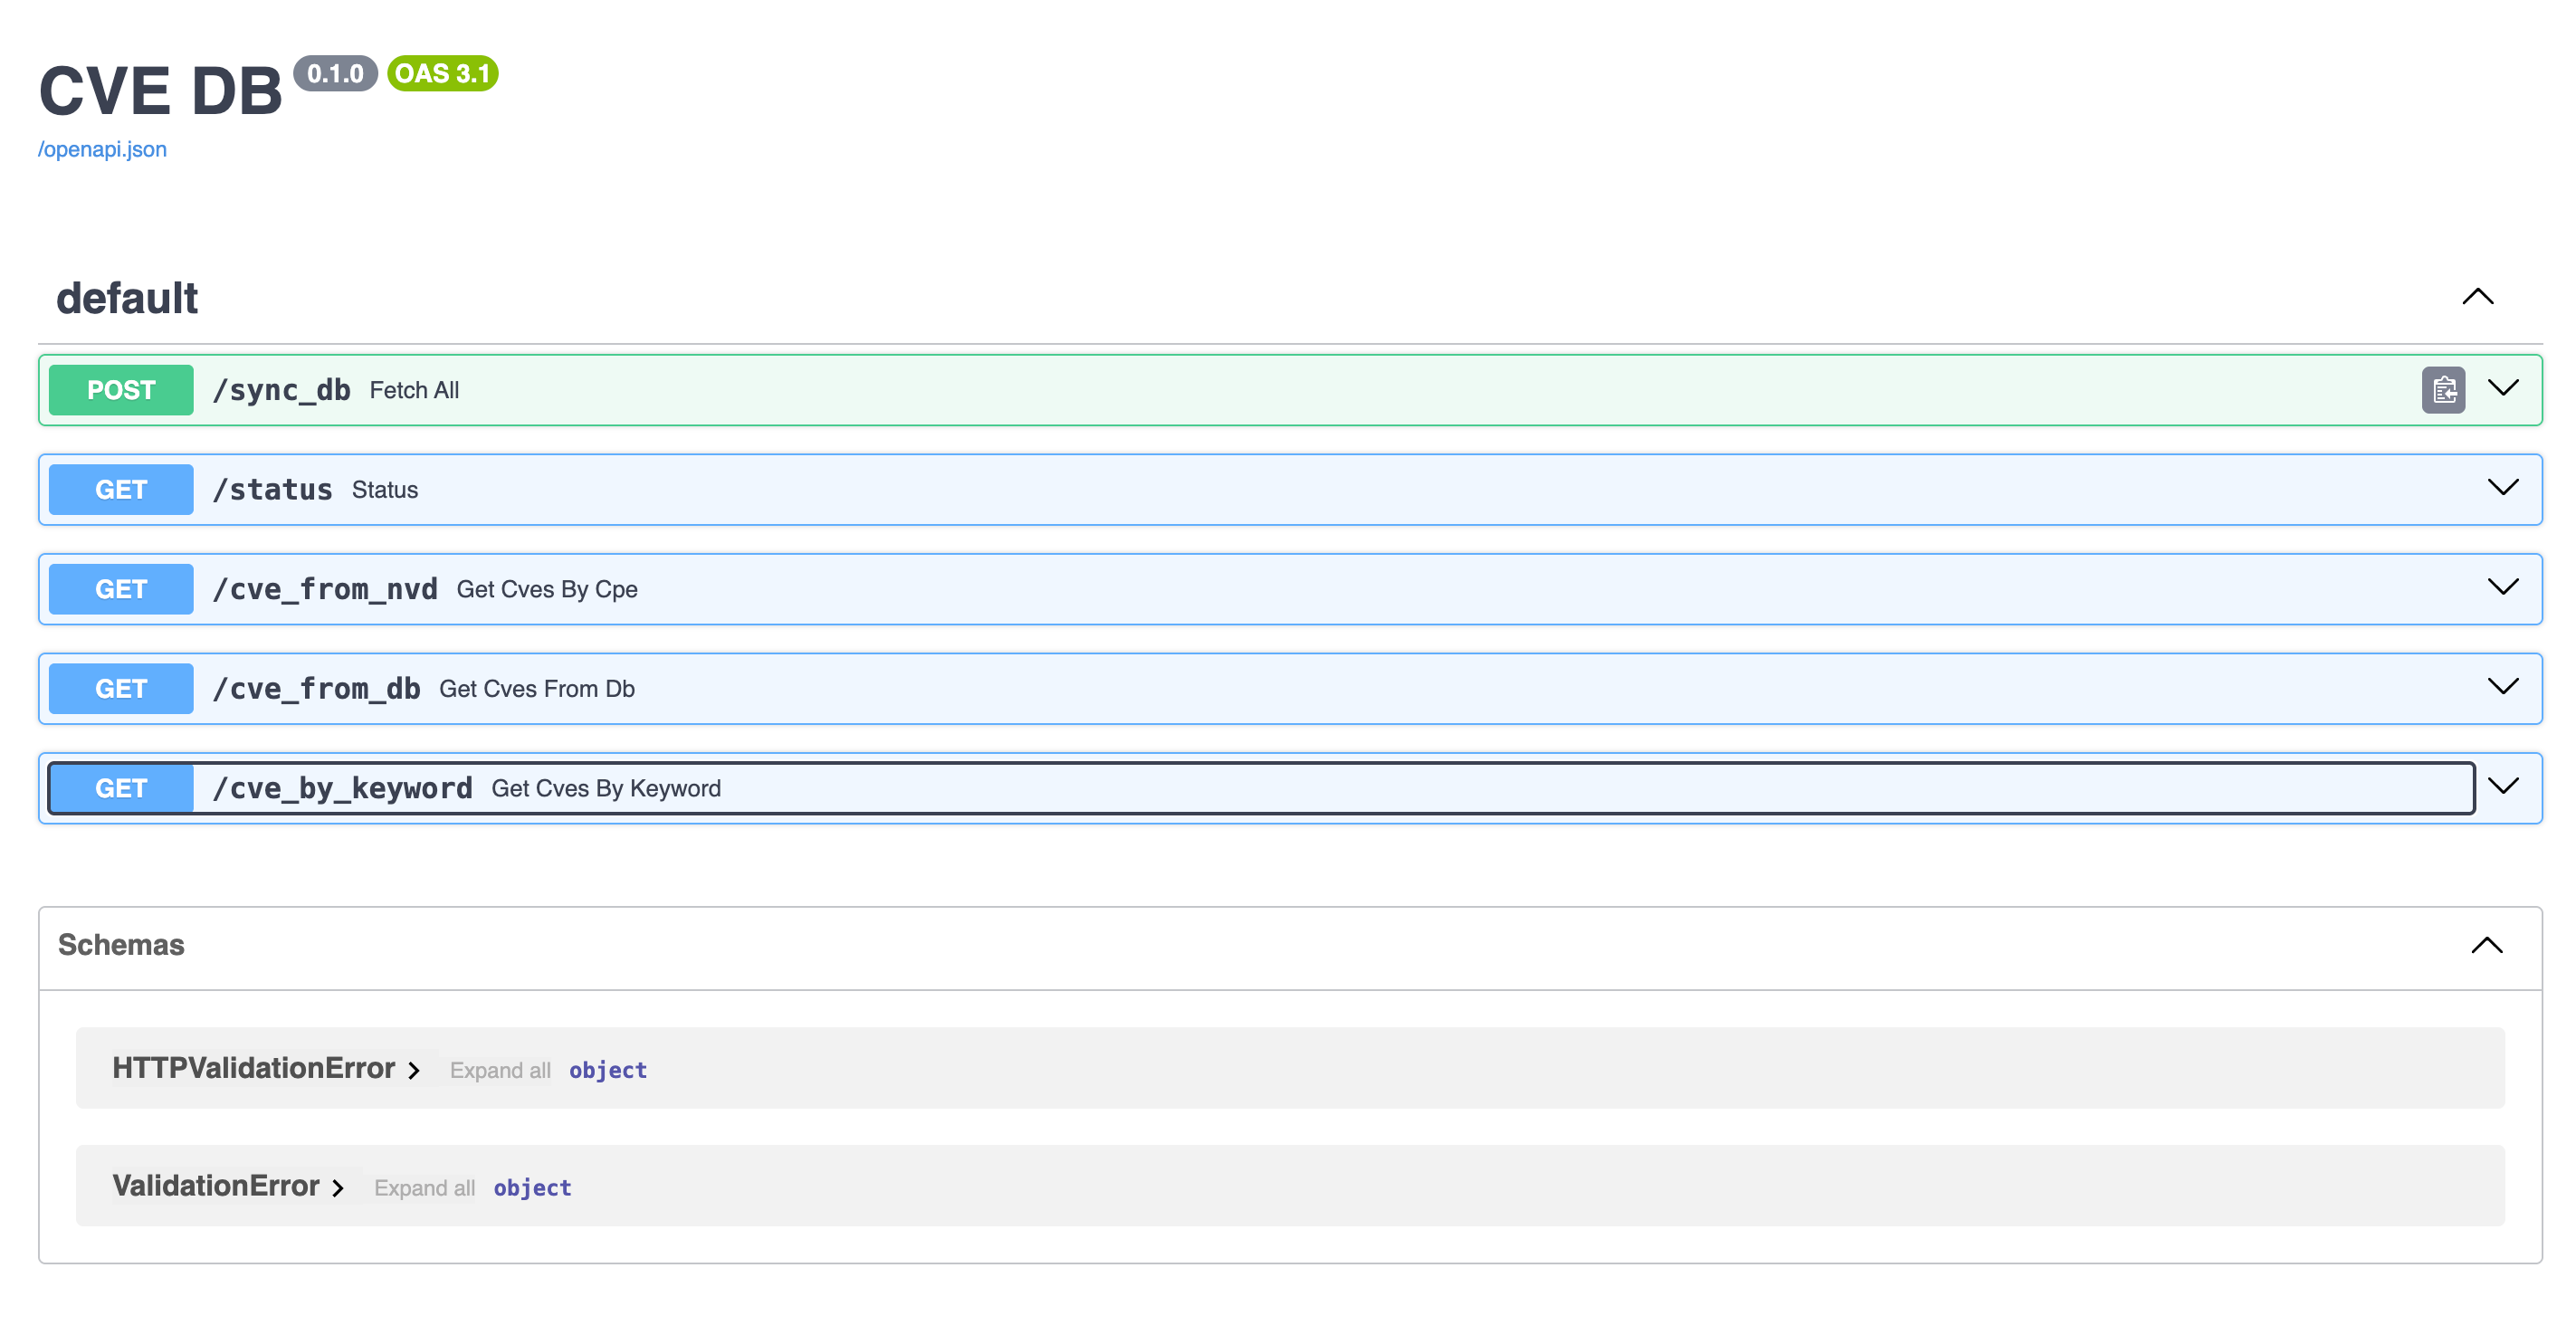 CVE DB 0.1.0 OAS 3.1
/openapi.json
default
POST /sync_db Fetch All
GET /status Status
GET /cve_from_nvd Get Cves By Cpe
GET /cve_from_db Get Cves From Db
GET /cve_by_keyword Get Cves By Keyword
Schemas
HTTPValidationError Expand all object
ValidationError Expand all object